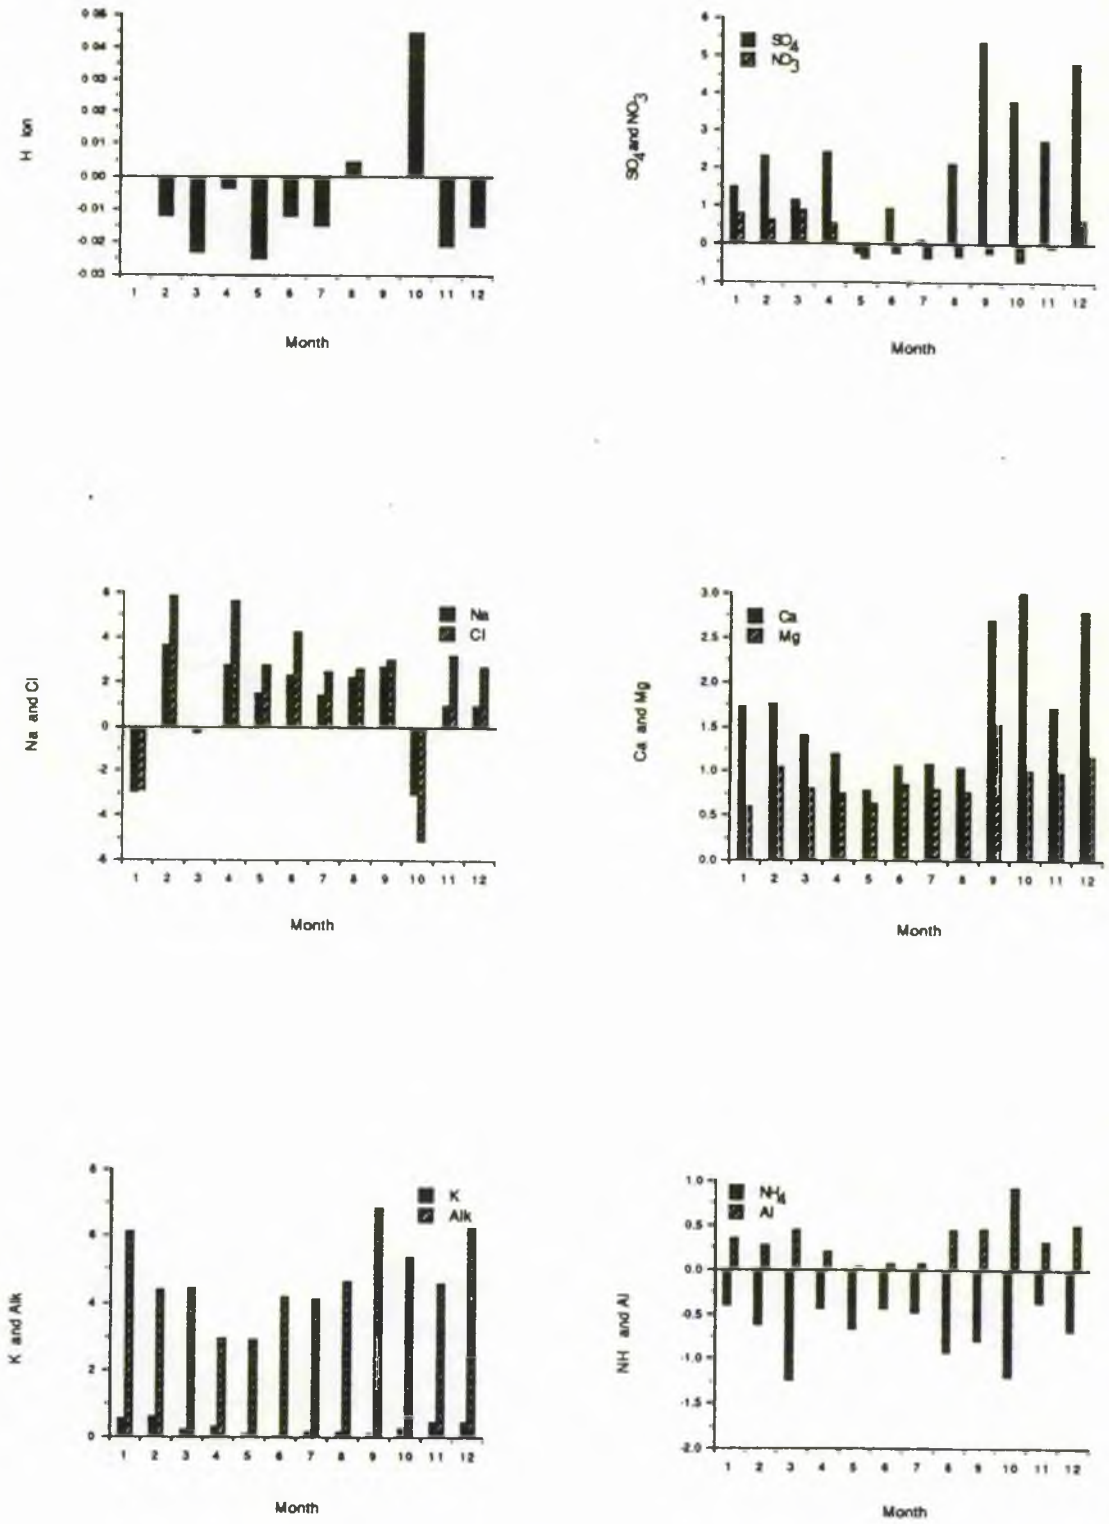 0.05
0.04
0.03
0.02
0.01
0.00
-0.01
-0.02
-0.03
H Ion
1 2 3 4 5 6 7 8 9 10 11 12
Month
6
5
4
3
2
1
0
-1
SO4 and NO3
SO4
NO3
1 2 3 4 5 6 7 8 9 10 11 12
Month
6
4
2
0
-2
-4
-6
Na and Cl
Na
Cl
1 2 3 4 5 6 7 8 9 10 11 12
Month
3.0
2.5
2.0
1.5
1.0
0.5
0.0
Ca and Mg
Ca
Mg
1 2 3 4 5 6 7 8 9 10 11 12
Month
8
6
4
2
0
K and Alk
K
Alk
1 2 3 4 5 6 7 8 9 10 11 12
Month
1.0
0.5
0.0
-0.5
-1.0
-1.5
-2.0
NH and Al
NH4
Al
1 2 3 4 5 6 7 8 9 10 11 12
Month